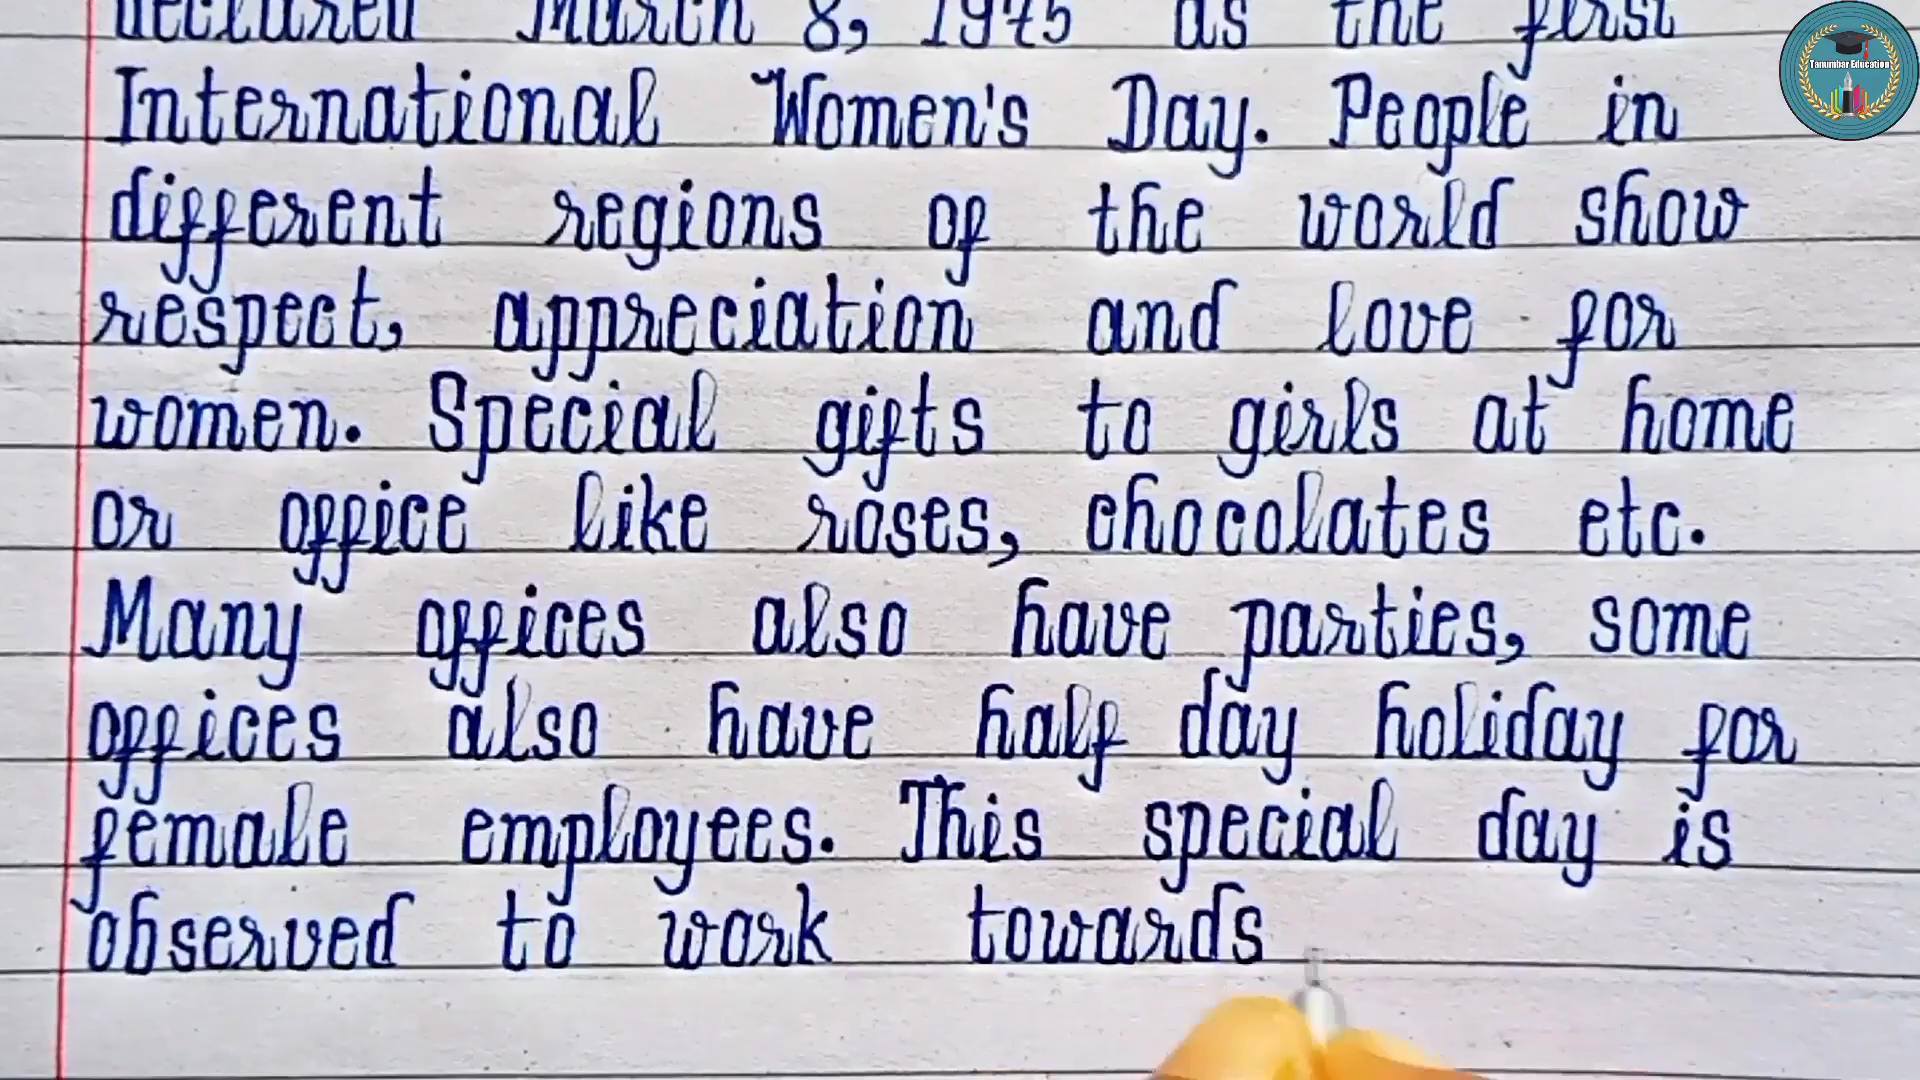 declared March 8, 1975 as the first
International Women's Day. People in
different regions of the world show
respect, appreciation and love for
women. Special gifts to girls at home
or office like roses, chocolates etc.
Many offices also have parties, some
offices also have half day holiday for
female employees. This special day is
observed to work towards
Tanumbar Education